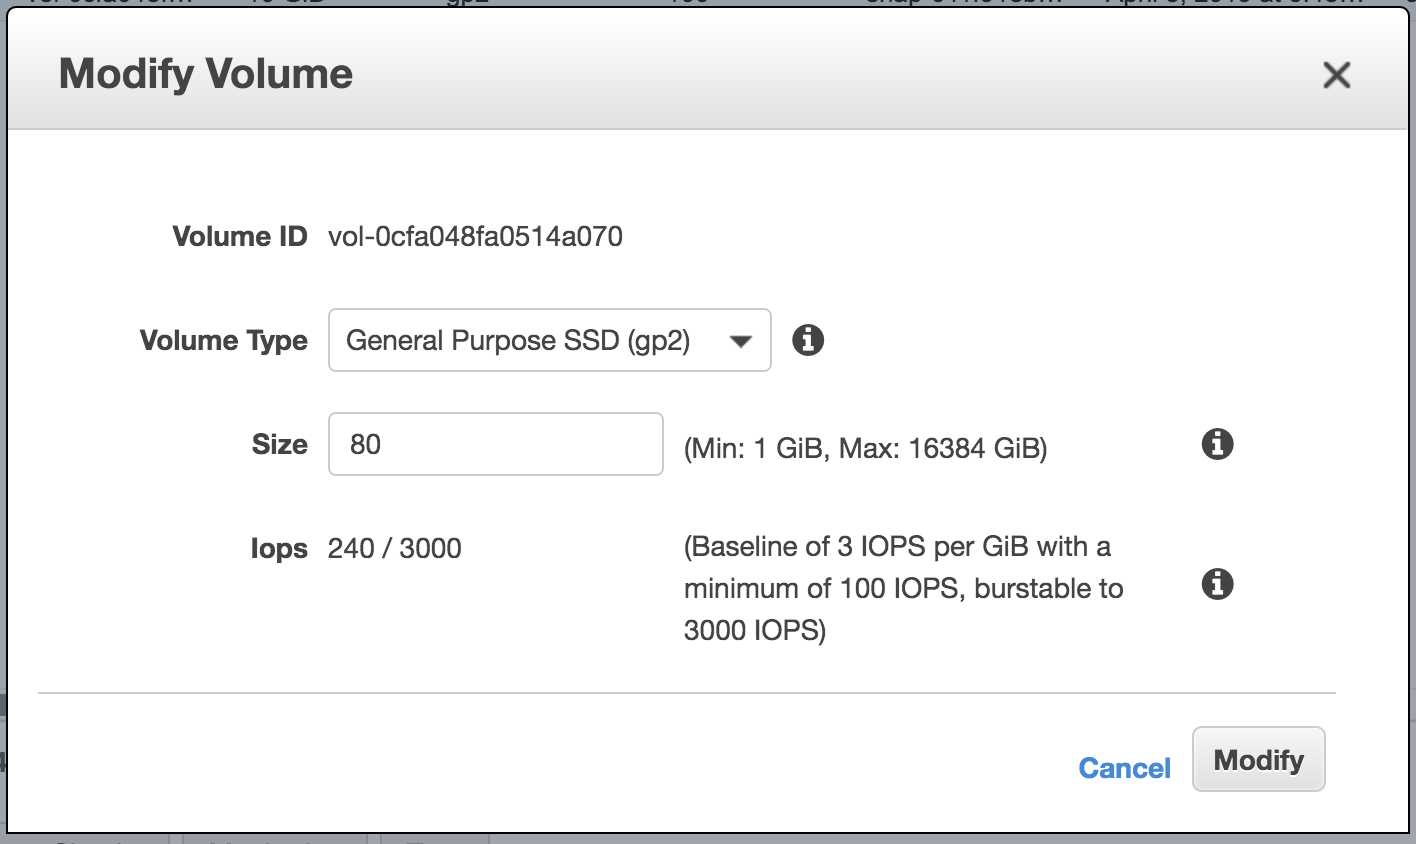 Modify Volume
Volume ID vol-0cfa048fa0514a070
Volume Type General Purpose SSD (gp2)
Size 80 (Min: 1 GiB, Max: 16384 GiB)
Iops 240 / 3000 (Baseline of 3 IOPS per GiB with a
minimum of 100 IOPS, burstable to
3000 IOPS)
Cancel Modify